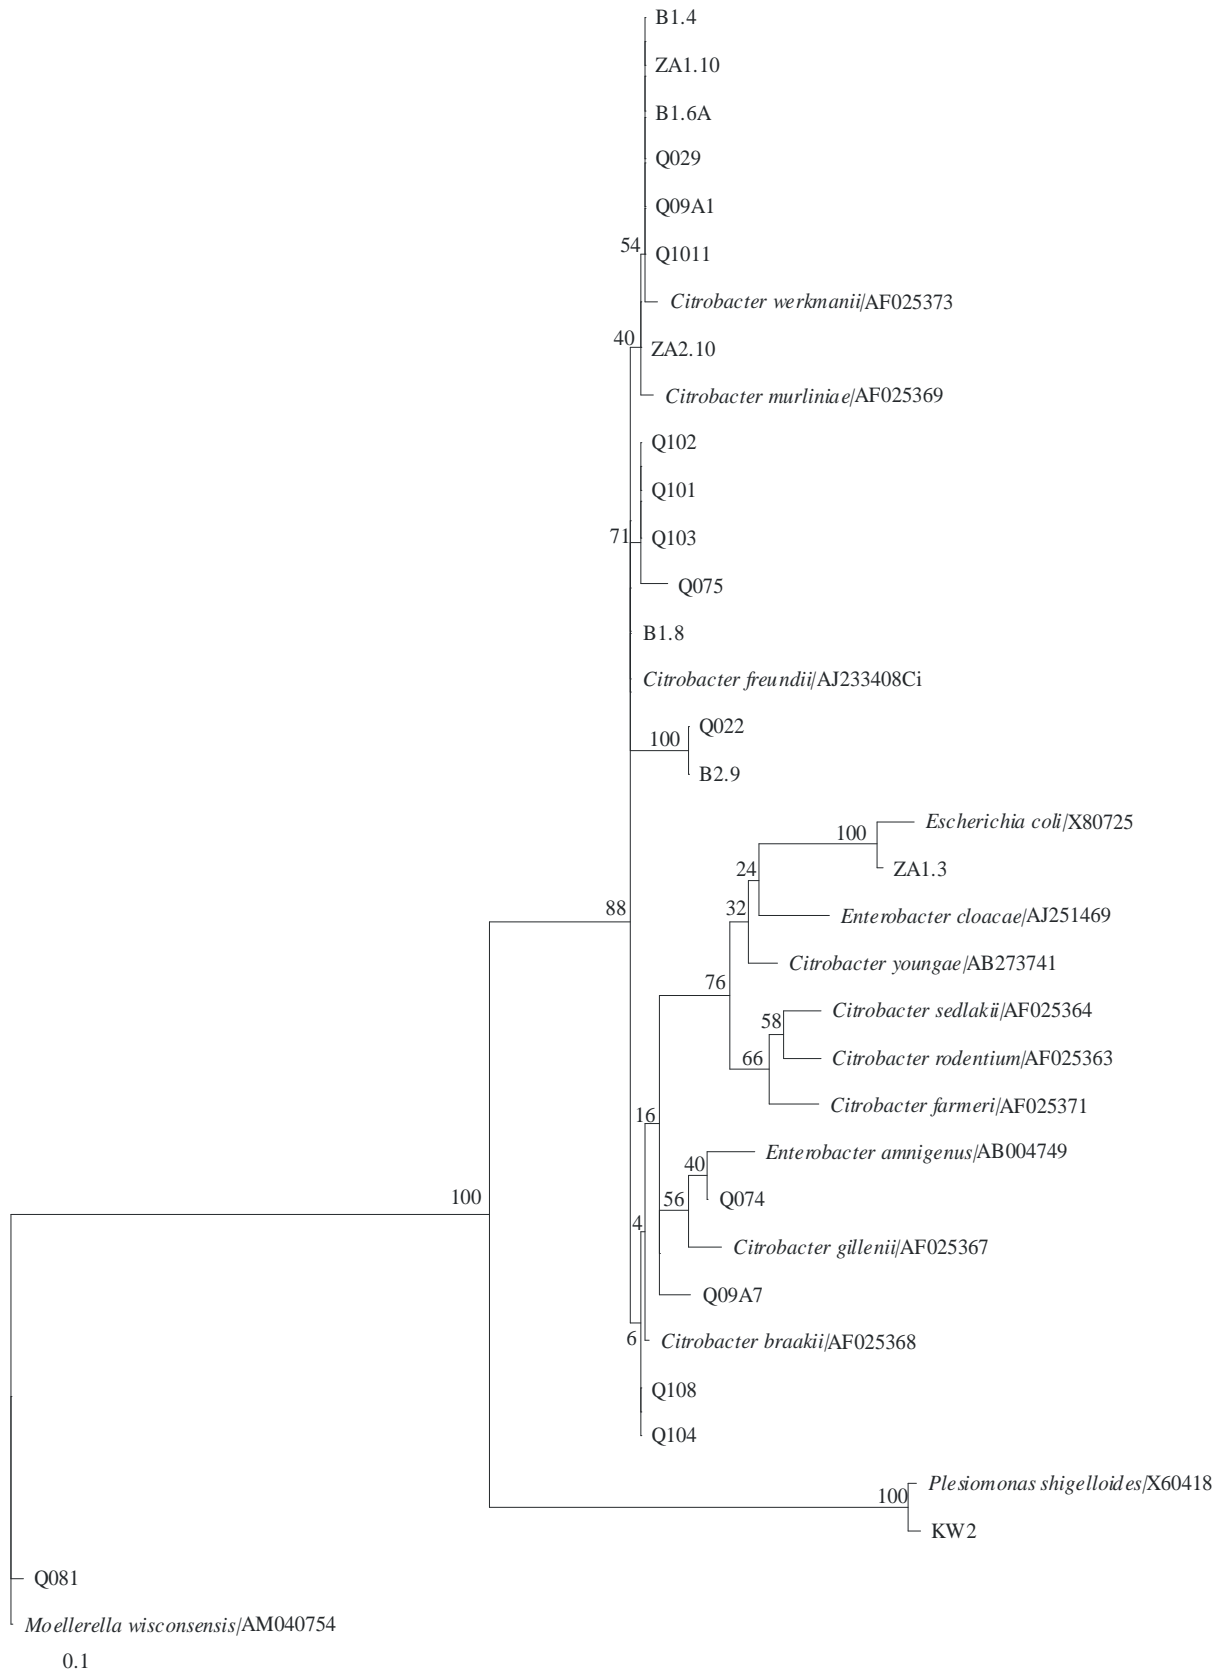 B1.4
ZA1.10
B1.6A
Q029
Q09A1
54
Q1011
Citrobacter werkmanii/AF025373
40
ZA2.10
Citrobacter murliniae/AF025369
Q102
Q101
71
Q103
Q075
B1.8
Citrobacter freundii/AJ233408Ci
Q022
100
B2.9
Escherichia coli/X80725
100
ZA1.3
24
88
32
Enterobacter cloacae/AJ251469
Citrobacter youngae/AB273741
76
Citrobacter sedlakii/AF025364
58
66
Citrobacter rodentium/AF025363
Citrobacter farmeri/AF025371
16
Enterobacter amnigenus/AB004749
40
100
56
Q074
4
Citrobacter gillenii/AF025367
Q09A7
6
Citrobacter braakii/AF025368
Q108
Q104
Plesiomonas shigelloides/X60418
100
KW2
Q081
Moellerella wisconsensis/AM040754
0.1